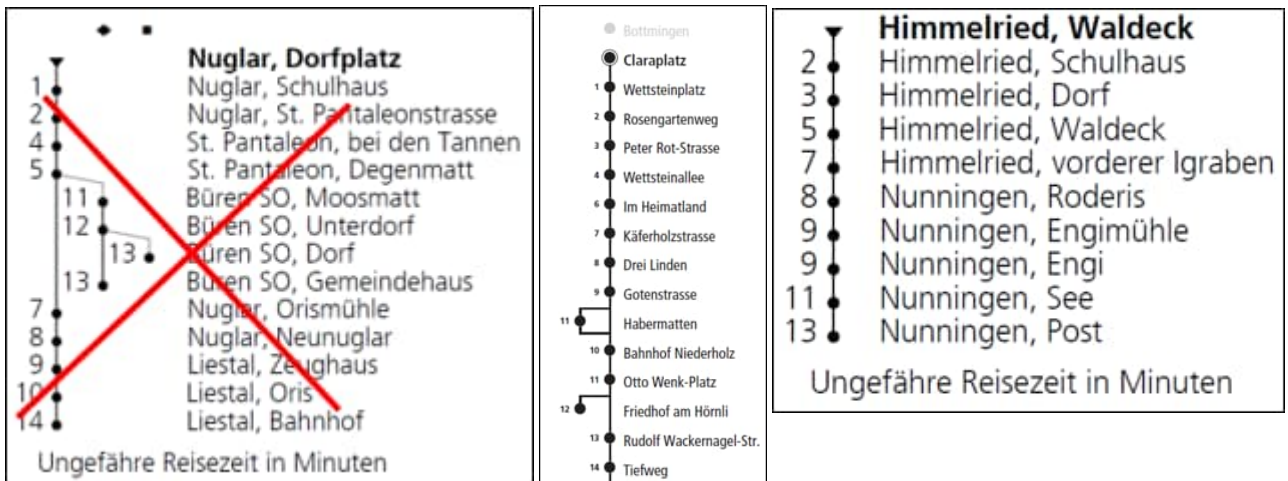 Nuglar, Dorfplatz
1 Nuglar, Schulhaus
2 Nuglar, St. Pantaleonstrasse
4 St. Pantaleon, bei den Tannen
5 St. Pantaleon, Degenmatt
11 Büren SO, Moosmatt
12 Büren SO, Unterdorf
13 Büren SO, Dorf
13 Büren SO, Gemeindehaus
7 Nuglar, Orismühle
8 Nuglar, Neunuglar
9 Liestal, Zeughaus
10 Liestal, Oris
14 Liestal, Bahnhof
Ungefähre Reisezeit in Minuten
Bottmingen
Claraplatz
1 Wettsteinplatz
2 Rosengartenweg
3 Peter Rot-Strasse
4 Wettsteinallee
6 Im Heimatland
7 Käferholzstrasse
8 Drei Linden
9 Gotenstrasse
11 Habermatten
10 Bahnhof Niederholz
11 Otto Wenk-Platz
12 Friedhof am Hörnli
13 Rudolf Wackernagel-Str.
14 Tiefweg
Himmelried, Waldeck
2 Himmelried, Schulhaus
3 Himmelried, Dorf
5 Himmelried, Waldeck
7 Himmelried, vorderer Igraben
8 Nunningen, Roderis
9 Nunningen, Engimühle
9 Nunningen, Engi
11 Nunningen, See
13 Nunningen, Post
Ungefähre Reisezeit in Minuten